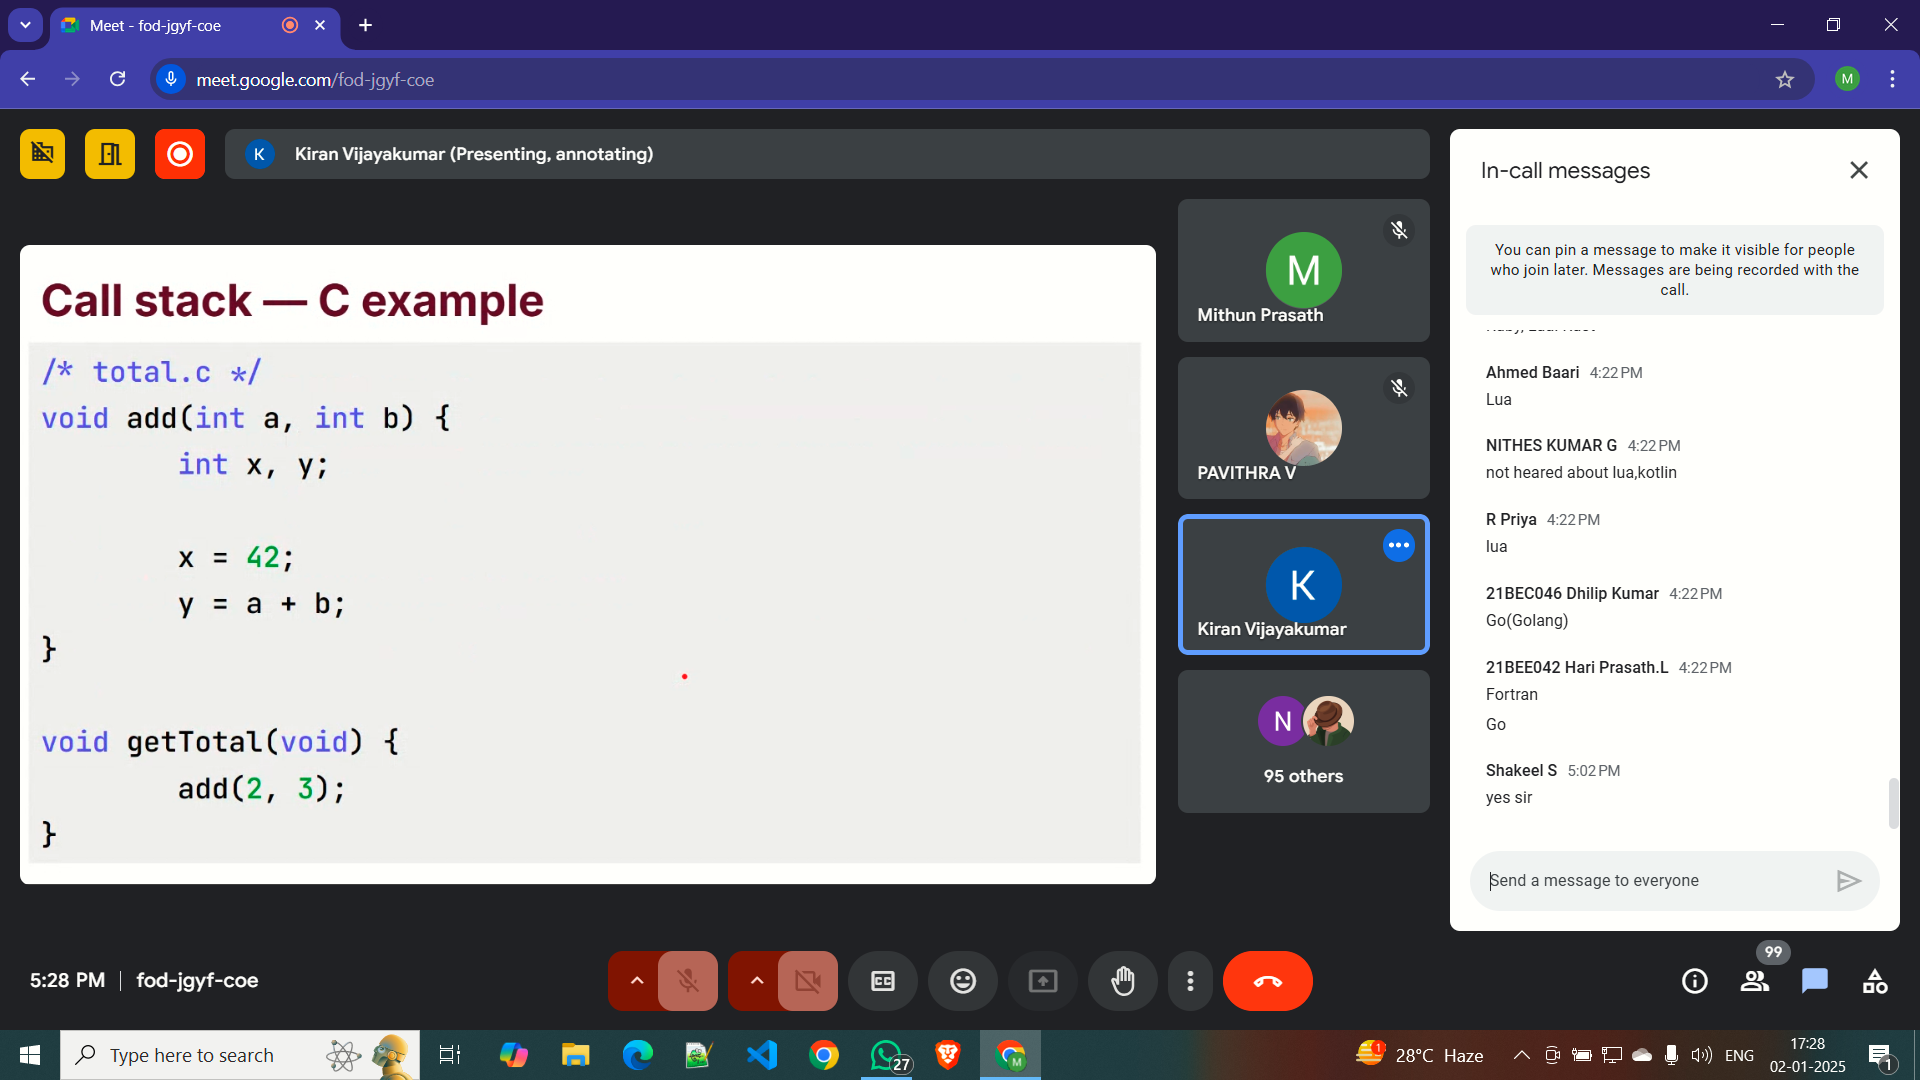 Meet - fod-jgyf-coe
meet.google.com/fod-jgyf-coe
M
K
Kiran Vijayakumar (Presenting, annotating)
Call stack — C example
/* total.c */
void add(int a, int b) {
int x, y;
x = 42;
y = a + b;
}
void getTotal(void) {
add(2, 3);
}
M
Mithun Prasath
PAVITHRA V
K
Kiran Vijayakumar
N
95 others
In-call messages
You can pin a message to make it visible for people
who join later. Messages are being recorded with the
call.
Ahmed Baari 4:22 PM
Lua
NITHES KUMAR G 4:22 PM
not heared about lua,kotlin
R Priya 4:22 PM
lua
21BEC046 Dhilip Kumar 4:22 PM
Go(Golang)
21BEE042 Hari Prasath.L 4:22 PM
Fortran
Go
Shakeel S 5:02 PM
yes sir
Send a message to everyone
5:28 PM | fod-jgyf-coe
CC
99
Type here to search
27
M
1
28°C Haze
ENG
17:28
02-01-2025
1